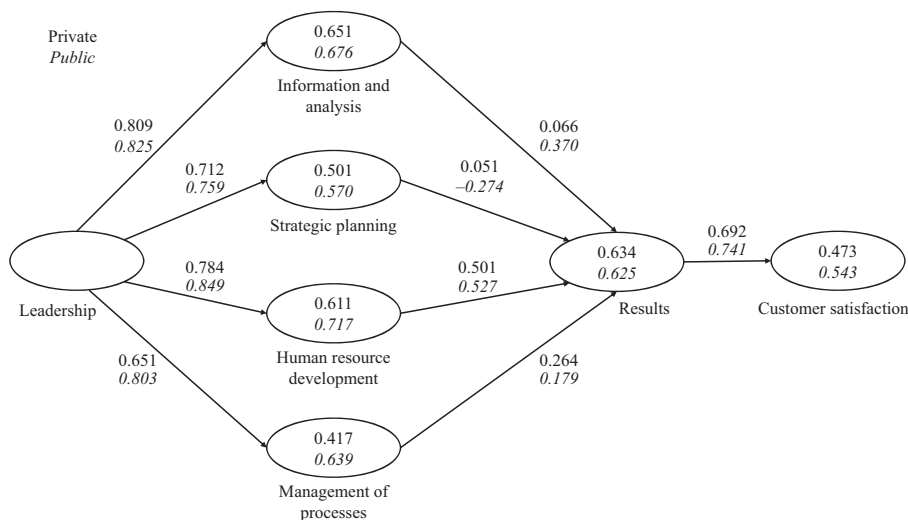 Private
Public
0.651
0.676
Information and
analysis
0.809
0.825
0.066
0.370
0.712
0.759
0.501
0.570
Strategic planning
0.051
–0.274
Leadership
0.634
0.625
Results
0.692
0.741
0.473
0.543
Customer satisfaction
0.784
0.849
0.611
0.717
Human resource
development
0.501
0.527
0.651
0.803
0.264
0.179
0.417
0.639
Management of
processes